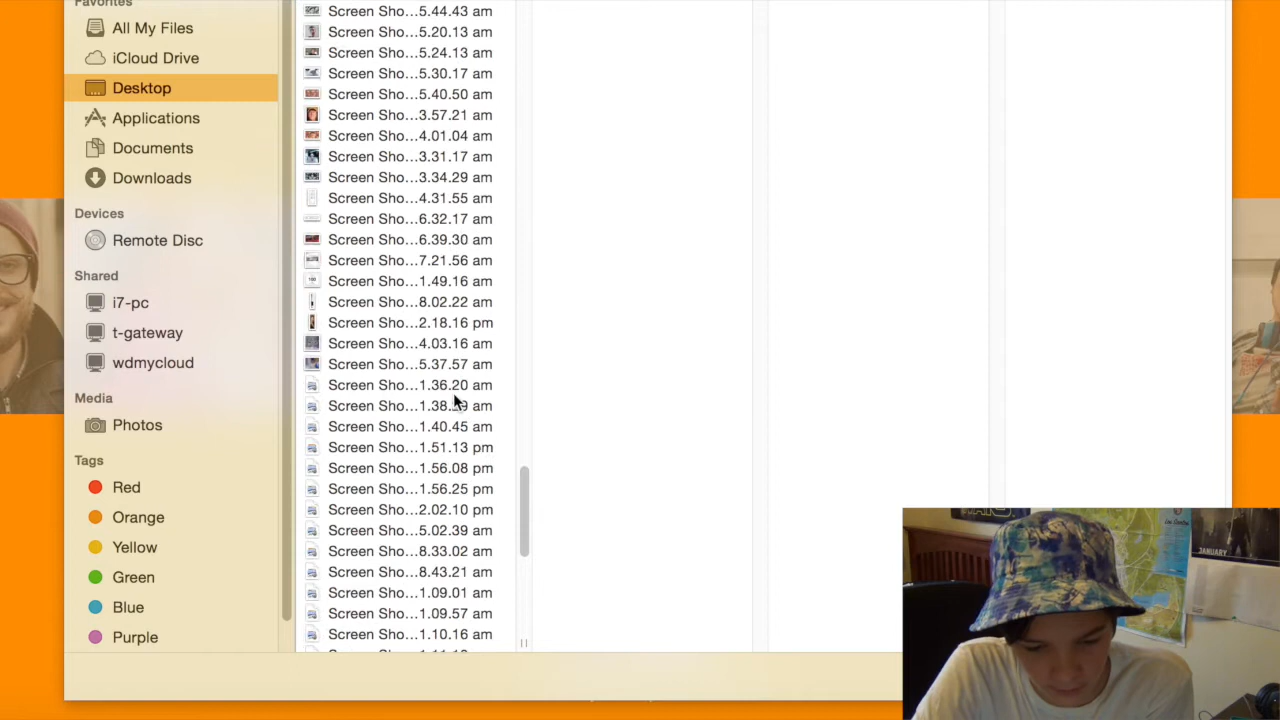 Favorites
All My Files
iCloud Drive
Desktop
Applications
Documents
Downloads
Devices
Remote Disc
Shared
i7-pc
t-gateway
wdmycloud
Media
Photos
Tags
Red
Orange
Yellow
Green
Blue
Purple
Screen Sho...5.44.43 am
Screen Sho...5.20.13 am
Screen Sho...5.24.13 am
Screen Sho...5.30.17 am
Screen Sho...5.40.50 am
Screen Sho...3.57.21 am
Screen Sho...4.01.04 am
Screen Sho...3.31.17 am
Screen Sho...3.34.29 am
Screen Sho...4.31.55 am
Screen Sho...6.32.17 am
Screen Sho...6.39.30 am
Screen Sho...7.21.56 am
Screen Sho...1.49.16 am
Screen Sho...8.02.22 am
Screen Sho...2.18.16 pm
Screen Sho...4.03.16 am
Screen Sho...5.37.57 am
Screen Sho...1.36.20 am
Screen Sho... am
Screen Sho...1.40.45 am
Screen Sho...1.51.13 pm
Screen Sho...1.56.08 pm
Screen Sho...1.56.25 pm
Screen Sho...2.02.10 pm
Screen Sho...5.02.39 am
Screen Sho...8.33.02 am
Screen Sho...8.43.21 am
Screen Sho...1.09.01 am
Screen Sho...1.09.57 am
Screen Sho...1.10.16 am
JANUARY